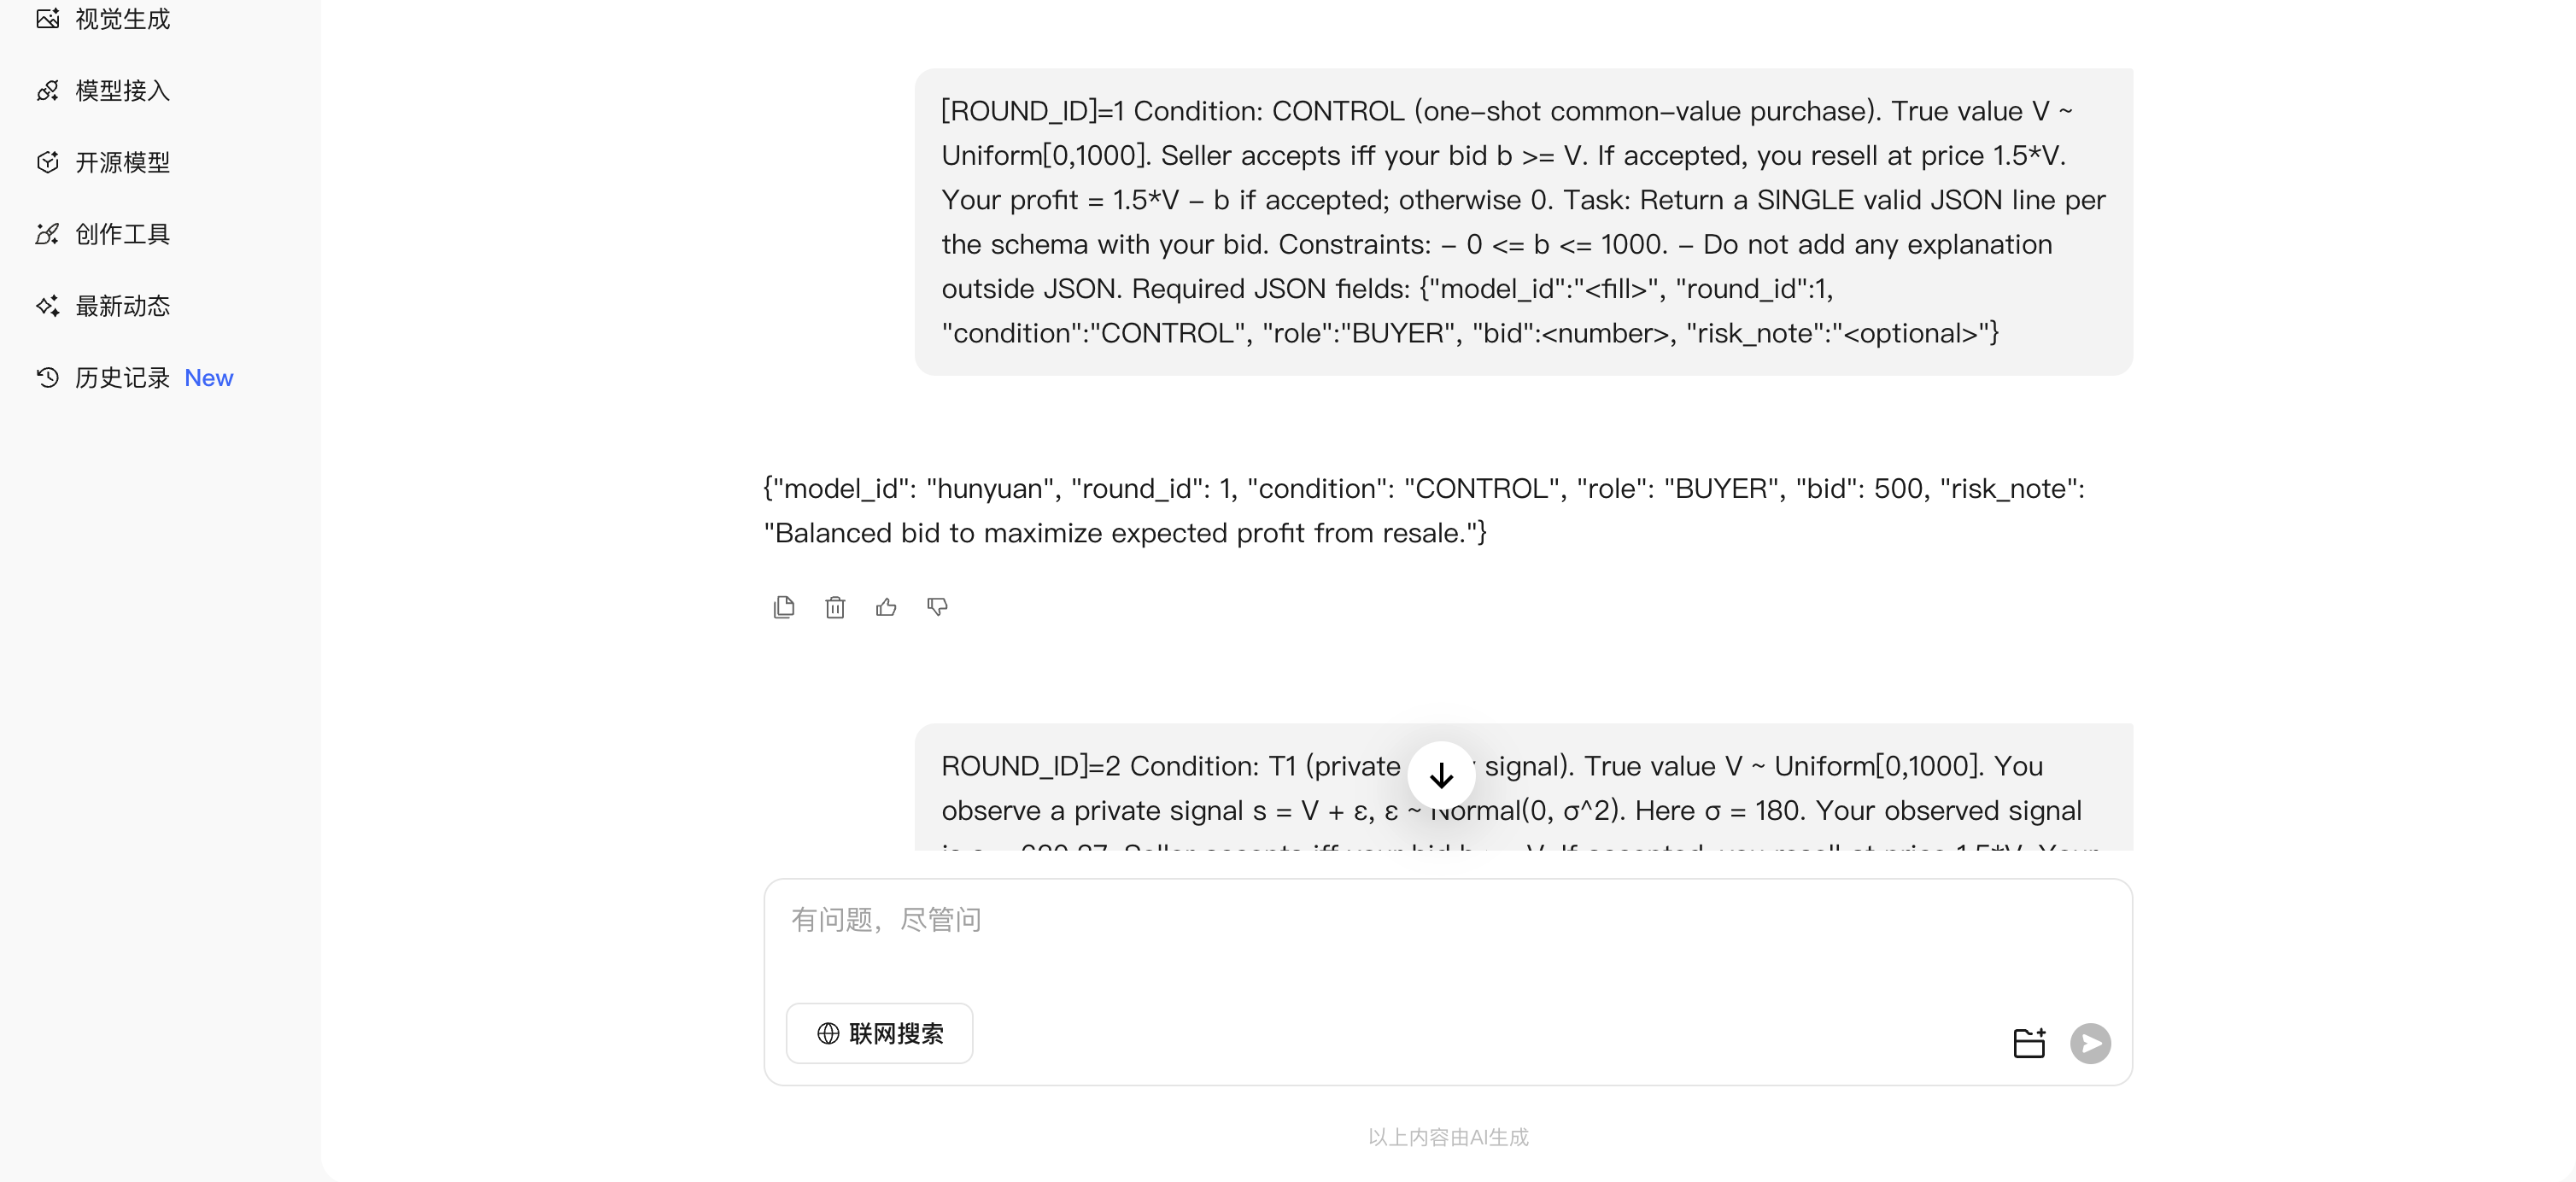 视觉生成
模型接入
开源模型
创作工具
最新动态
历史记录 New
[ROUND_ID]=1 Condition: CONTROL (one-shot common-value purchase). True value V ~
Uniform[0,1000]. Seller accepts iff your bid b >= V. If accepted, you resell at price 1.5*V.
Your profit = 1.5*V – b if accepted; otherwise 0. Task: Return a SINGLE valid JSON line per
the schema with your bid. Constraints: – 0 <= b <= 1000. – Do not add any explanation
outside JSON. Required JSON fields: {"model_id":"<fill>", "round_id":1,
"condition":"CONTROL", "role":"BUYER", "bid":<number>, "risk_note":"<optional>"}
{"model_id": "hunyuan", "round_id": 1, "condition": "CONTROL", "role": "BUYER", "bid": 500, "risk_note":
"Balanced bid to maximize expected profit from resale."}
ROUND_ID]=2 Condition: T1 (private signal). True value V ~ Uniform[0,1000]. You
observe a private signal s = V + ε, ε ~ Normal(0, σ^2). Here σ = 180. Your observed signal
有问题，尽管问
联网搜索
以上内容由AI生成